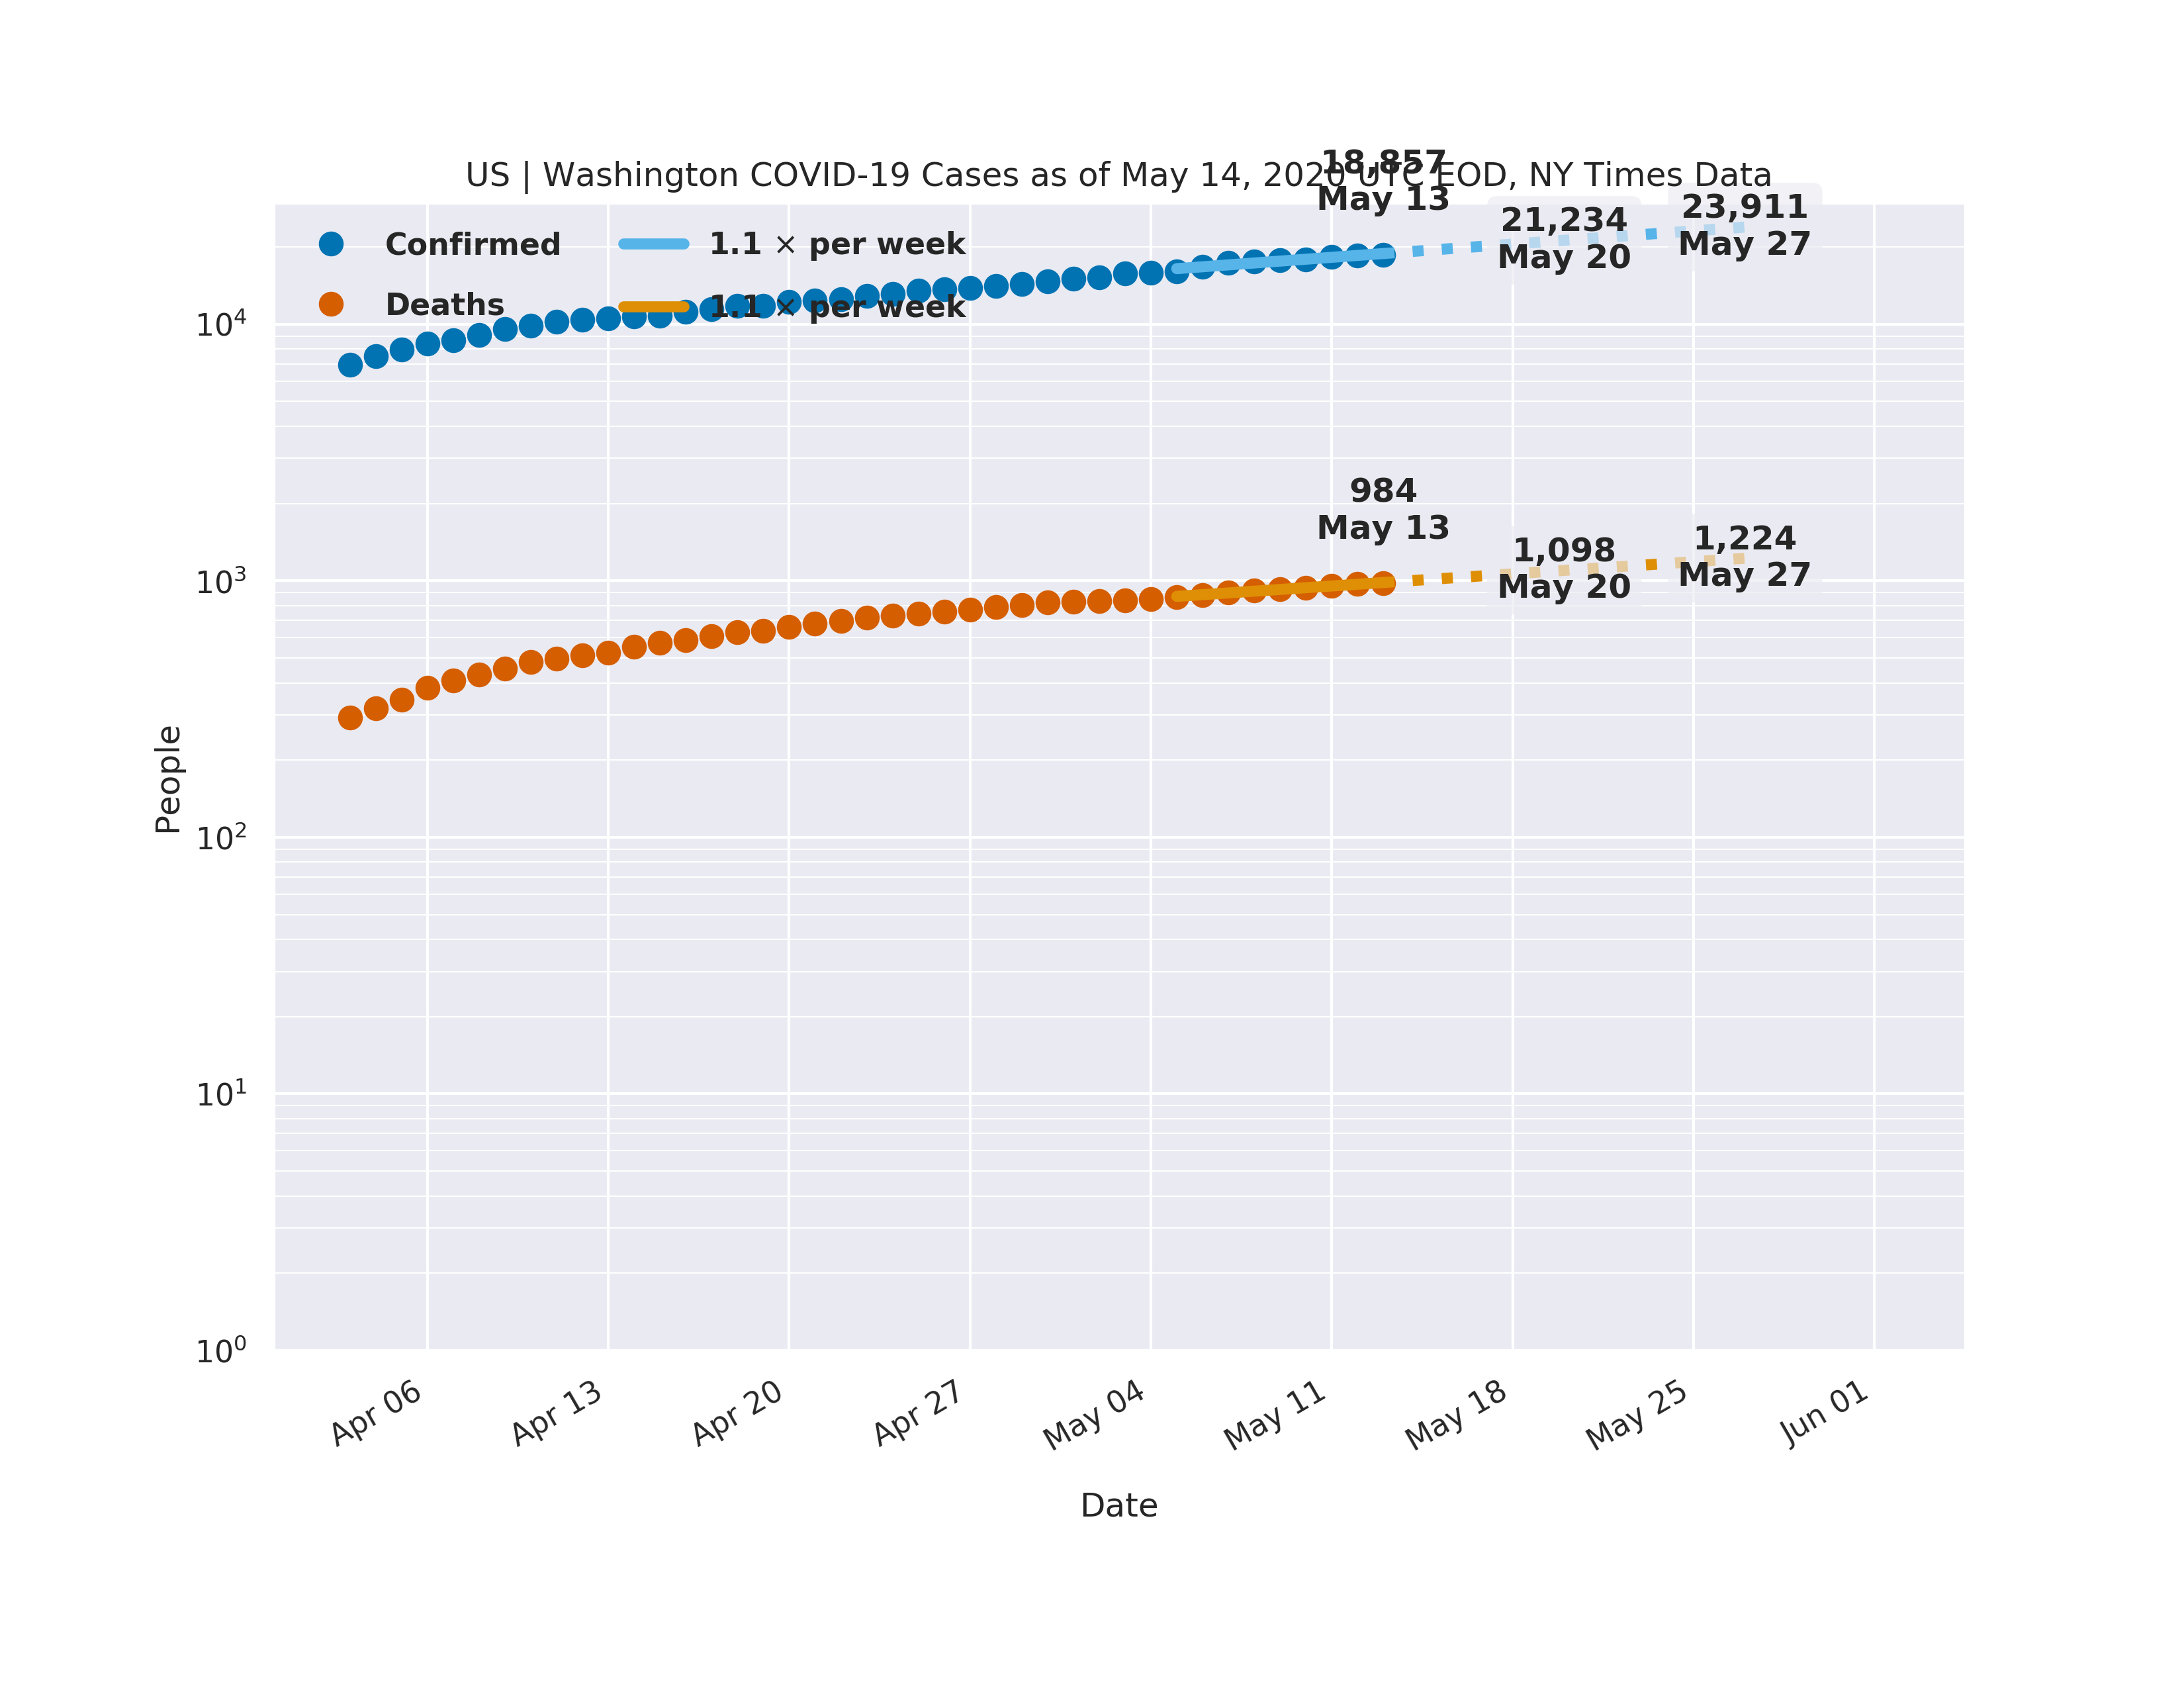 US | Washington COVID-19 Cases as of May 14, 2020 UTC EOD, NY Times Data
18,857
May 13
21,234
May 20
23,911
May 27
Confirmed
1.1 × per week
Deaths
1.1 × per week
984
May 13
1,098
May 20
1,224
May 27
People
10⁴
10³
10²
10¹
10⁰
Apr 06
Apr 13
Apr 20
Apr 27
May 04
May 11
May 18
May 25
Jun 01
Date